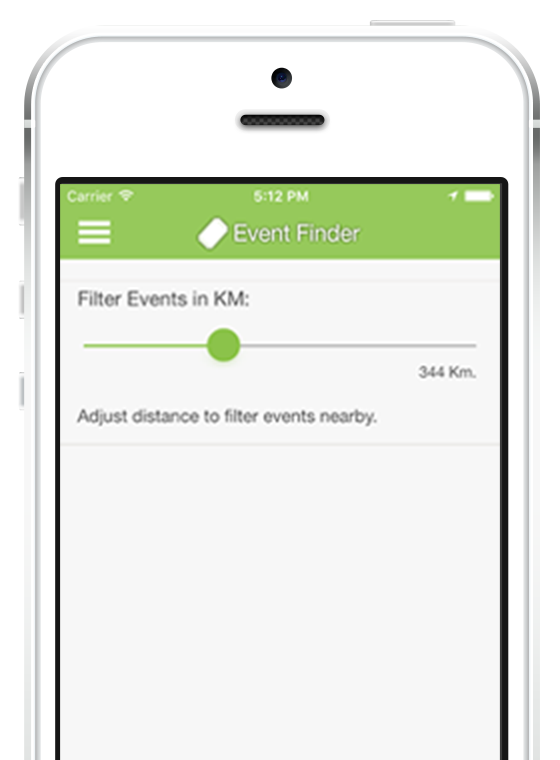 Carrier 5:12 PM
Event Finder
Filter Events in KM:
344 Km.
Adjust distance to filter events nearby.